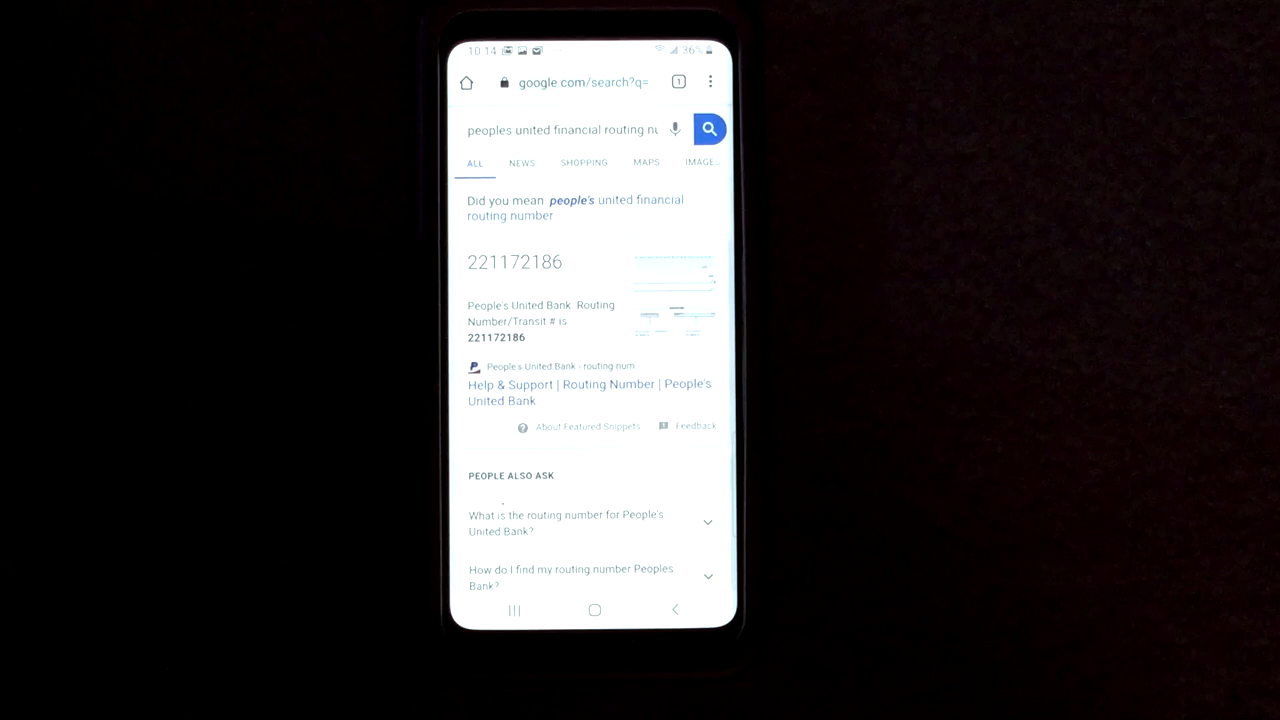 10 14 36%
google.com/search?q=
1
peoples united financial routing nu
ALL NEWS SHOPPING MAPS IMAGES
Did you mean people's united financial
routing number
221172186
People's United Bank Routing
Number/Transit # is
221172186
People's United Bank - routing num
Help & Support | Routing Number | People's
United Bank
About Featured Snippets Feedback
PEOPLE ALSO ASK
What is the routing number for People's
United Bank?
How do I find my routing number Peoples
Bank?